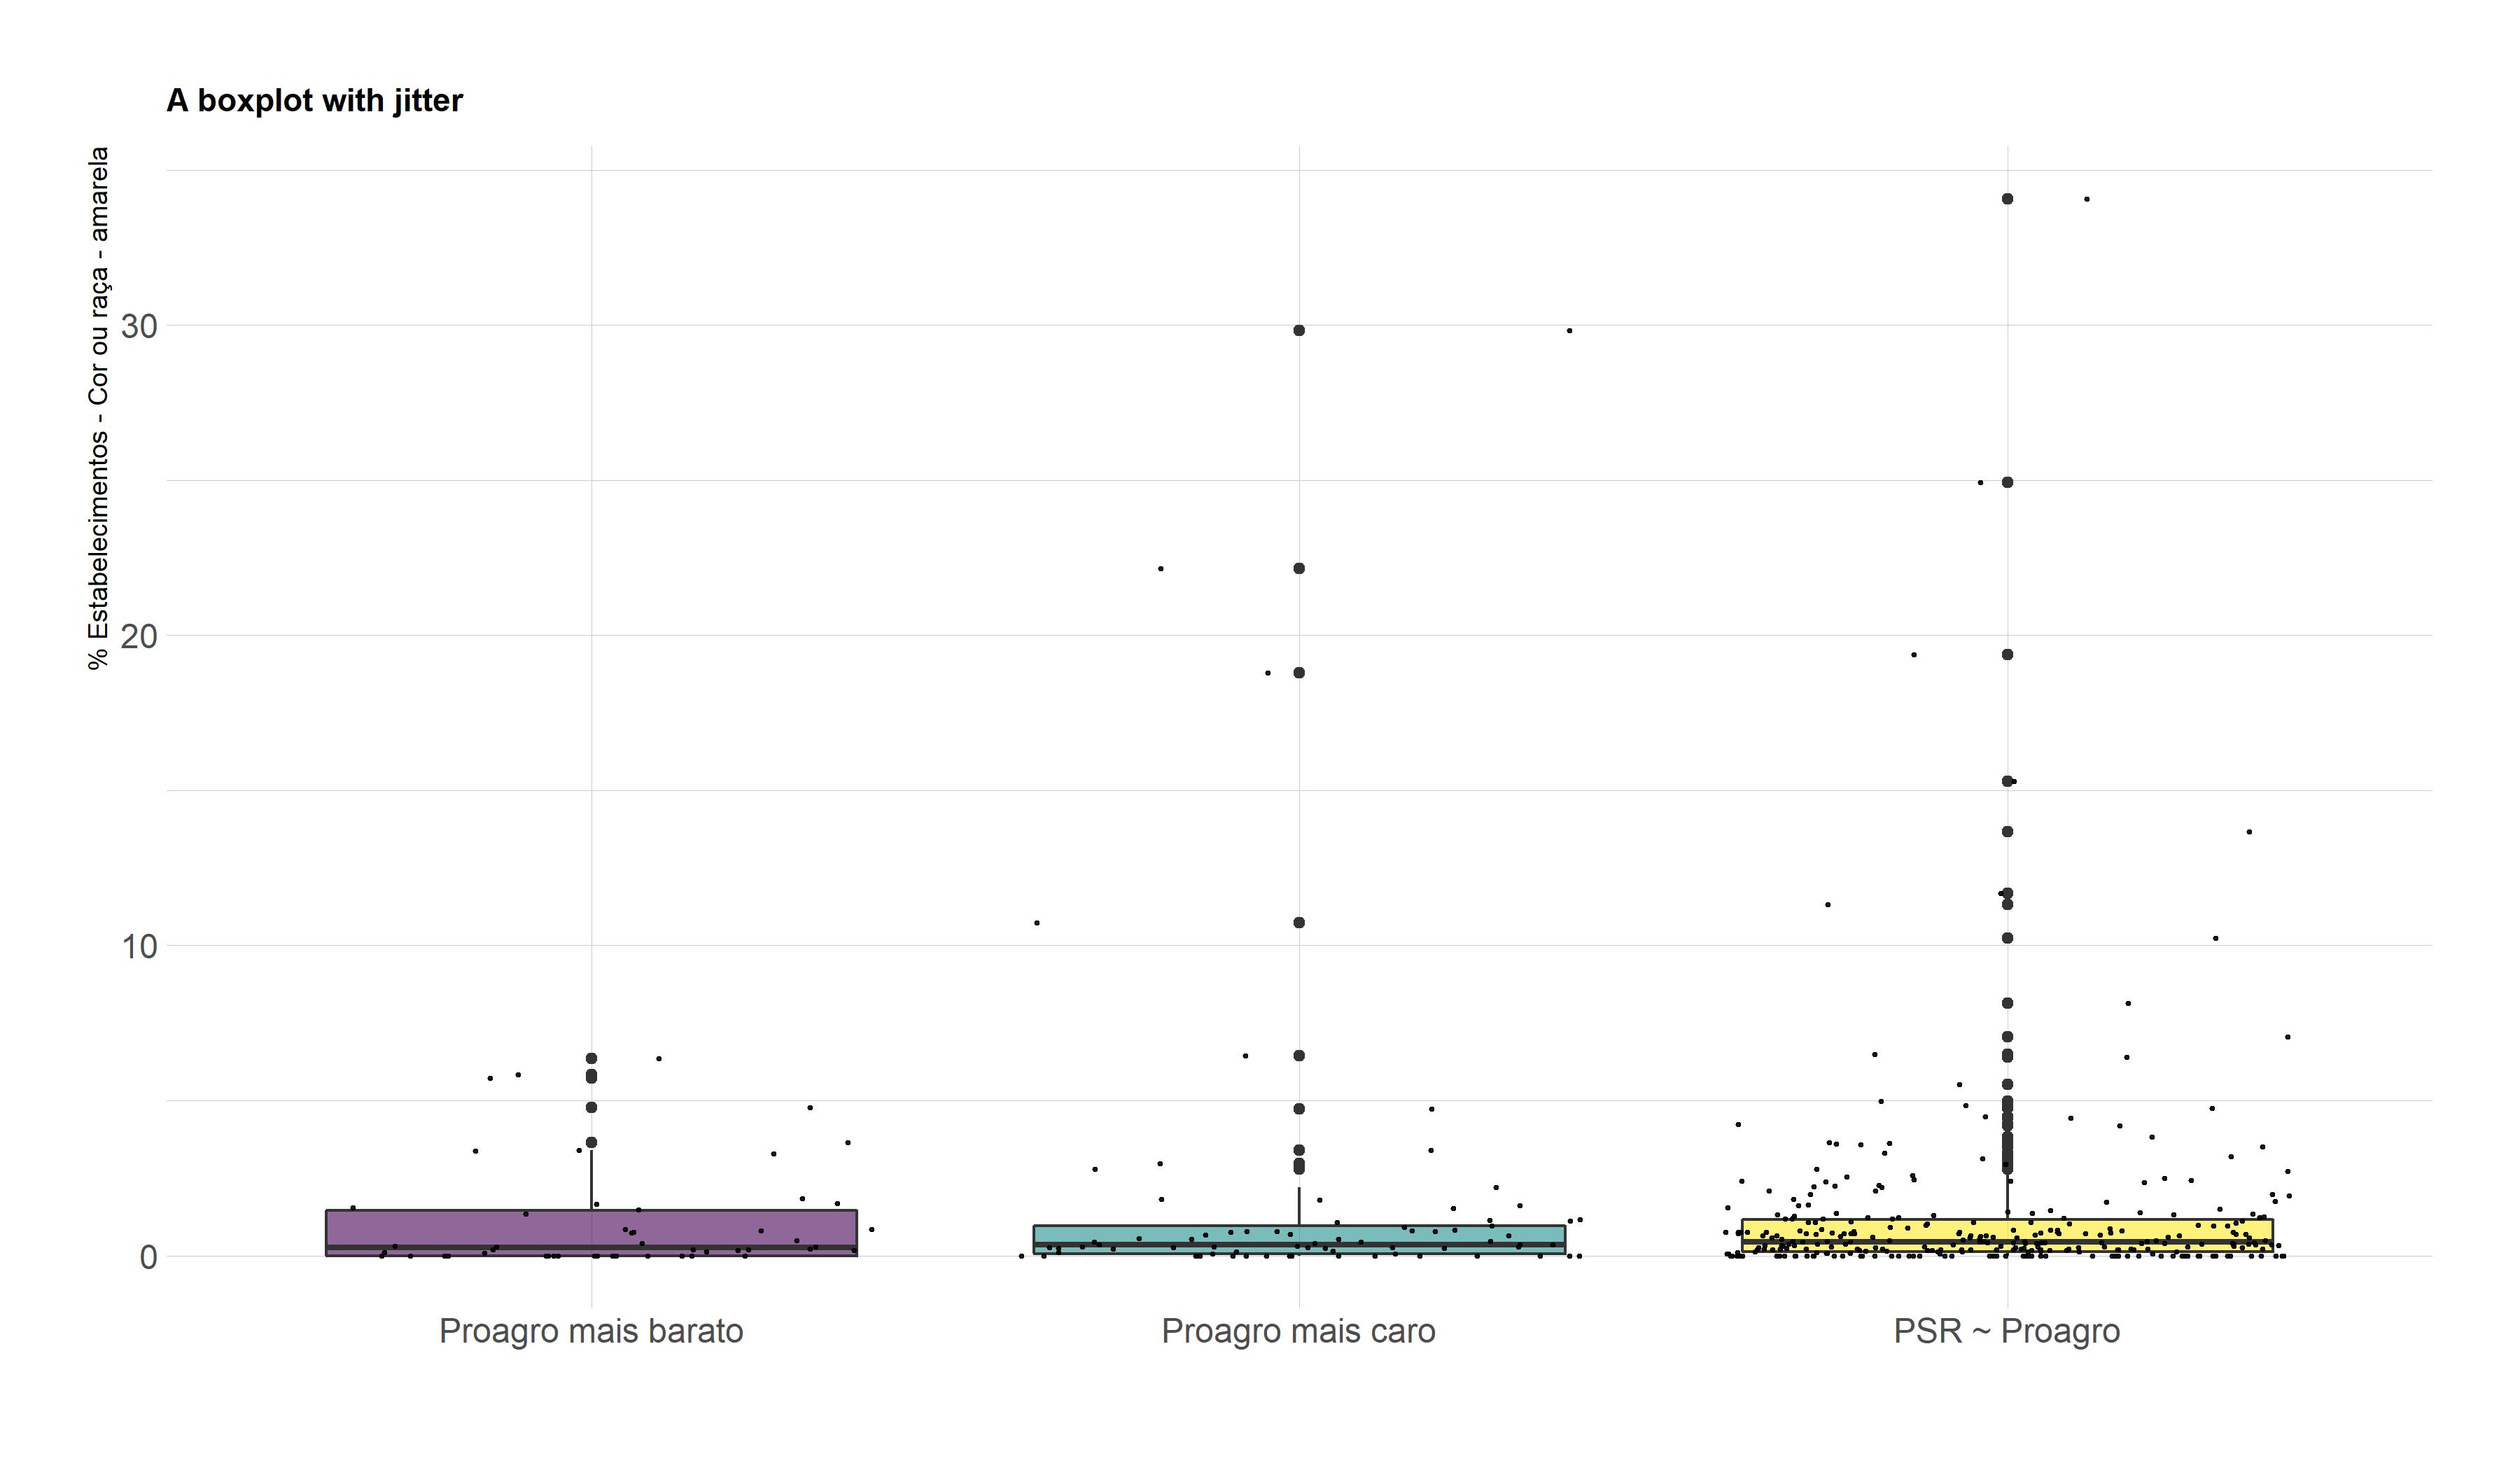 A boxplot with jitter
% Estabelecimentos - Cor ou raça - amarela
30
20
10
0
Proagro mais barato
Proagro mais caro
PSR ~ Proagro